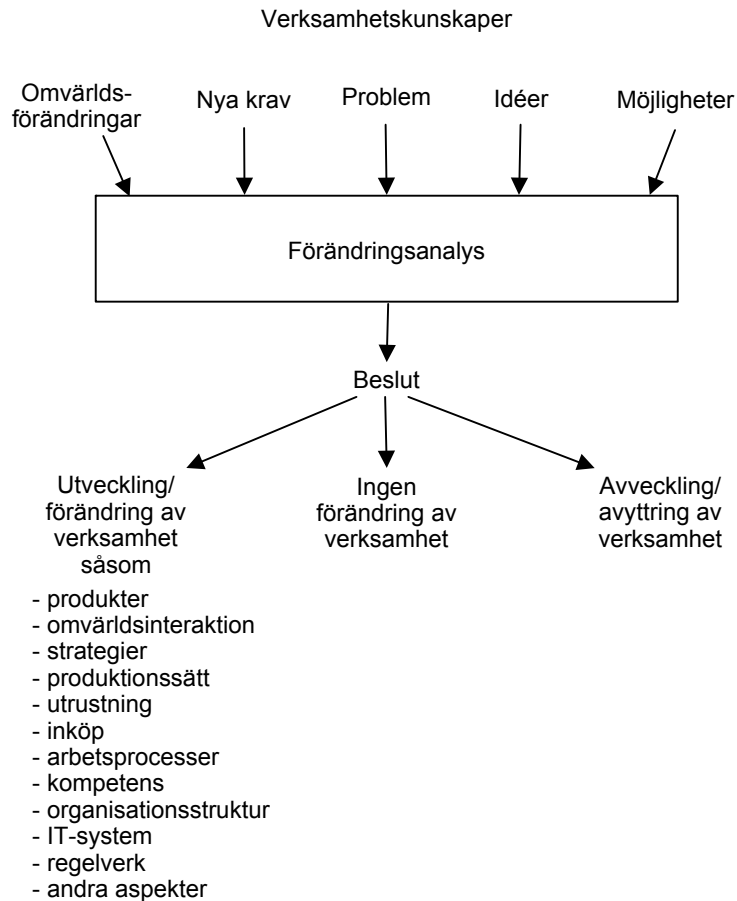 Verksamhetskunskaper
Omvärlds-
förändringar
Nya krav
Problem
Idéer
Möjligheter
Förändringsanalys
Beslut
Utveckling/
förändring av
verksamhet
såsom
- produkter
- omvärldsinteraktion
- strategier
- produktionssätt
- utrustning
- inköp
- arbetsprocesser
- kompetens
- organisationsstruktur
- IT-system
- regelverk
- andra aspekter
Ingen
förändring av
verksamhet
Avveckling/
avyttring av
verksamhet